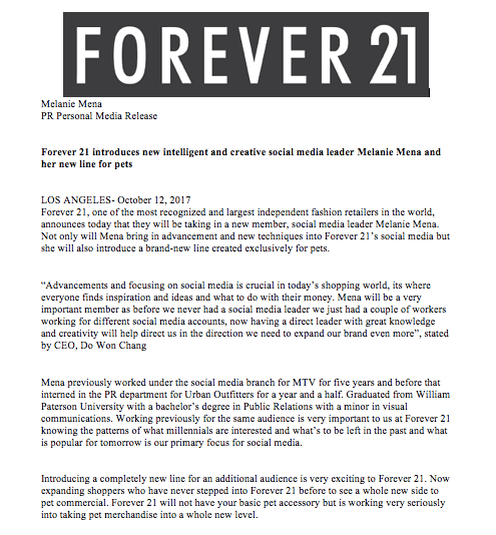 FOREVER 21
Melanie Mena
PR Personal Media Release
Forever 21 introduces new intelligent and creative social media leader Melanie Mena and
her new line for pets
LOS ANGELES- October 12, 2017
Forever 21, one of the most recognized and largest independent fashion retailers in the world,
announces today that they will be taking in a new member, social media leader Melanie Mena.
Not only will Mena bring in advancement and new techniques into Forever 21's social media but
she will also introduce a brand-new line created exclusively for pets.
“Advancements and focusing on social media is crucial in today's shopping world, its where
everyone finds inspiration and ideas and what to do with their money. Mena will be a very
important member as before we never had a social media leader we just had a couple of workers
working for different social media accounts, now having a direct leader with great knowledge
and creativity will help direct us in the direction we need to expand our brand even more”, stated
by CEO, Do Won Chang
Mena previously worked under the social media branch for MTV for five years and before that
interned in the PR department for Urban Outfitters for a year and a half. Graduated from William
Paterson University with a bachelor's degree in Public Relations with a minor in visual
communications. Working previously for the same audience is very important to us at Forever 21
knowing the patterns of what millennials are interested and what's to be left in the past and what
is popular for tomorrow is our primary focus for social media.
Introducing a completely new line for an additional audience is very exciting to Forever 21. Now
expanding shoppers who have never stepped into Forever 21 before to see a whole new side to
pet commercial. Forever 21 will not have your basic pet accessory but is working very seriously
into taking pet merchandise into a whole new level.